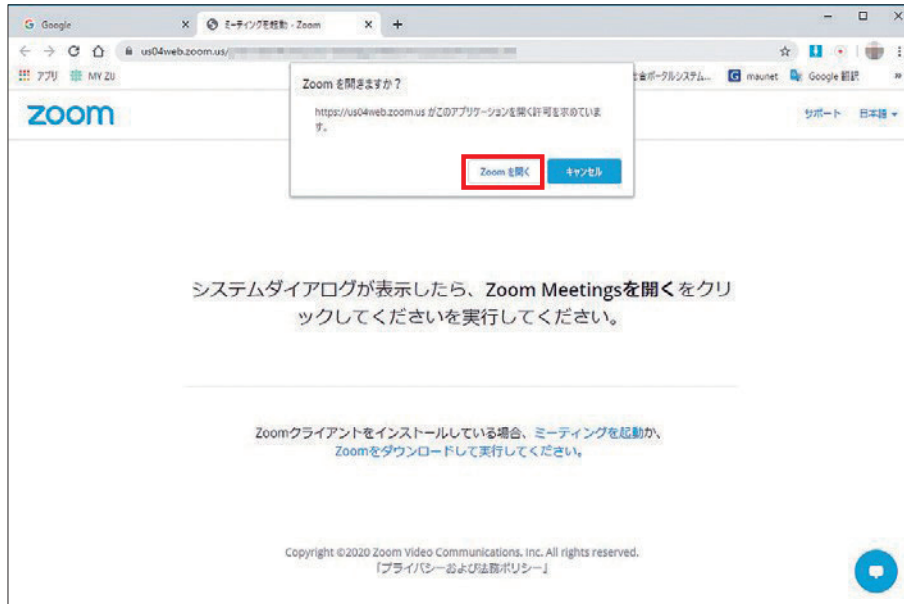 Google
ミーティングを起動 - Zoom
us04web.zoom.us/
アプリ
MY ZU
maunet
Google 翻訳
zoom
サポート
日本語
Zoom を開きますか？
https://us04web.zoom.us がこのアプリケーションを開く許可を求めていま
す。
Zoom を開く
キャンセル
システムダイアログが表示したら、Zoom Meetingsを開くをクリ
ックしてくださいを実行してください。
Zoomクライアントをインストールしている場合、ミーティングを起動か、
Zoomをダウンロードして実行してください。
Copyright ©2020 Zoom Video Communications, Inc. All rights reserved.
「プライバシーおよび法務ポリシー」